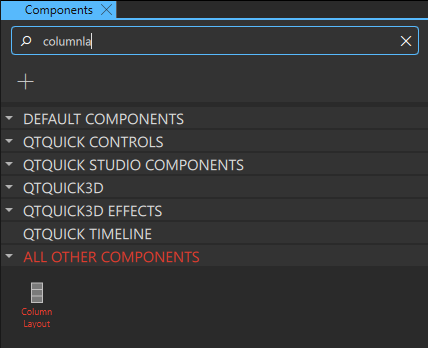 Components
columnla
DEFAULT COMPONENTS
QTQUICK CONTROLS
QTQUICK STUDIO COMPONENTS
QTQUICK3D
QTQUICK3D EFFECTS
QTQUICK TIMELINE
ALL OTHER COMPONENTS
Column
Layout